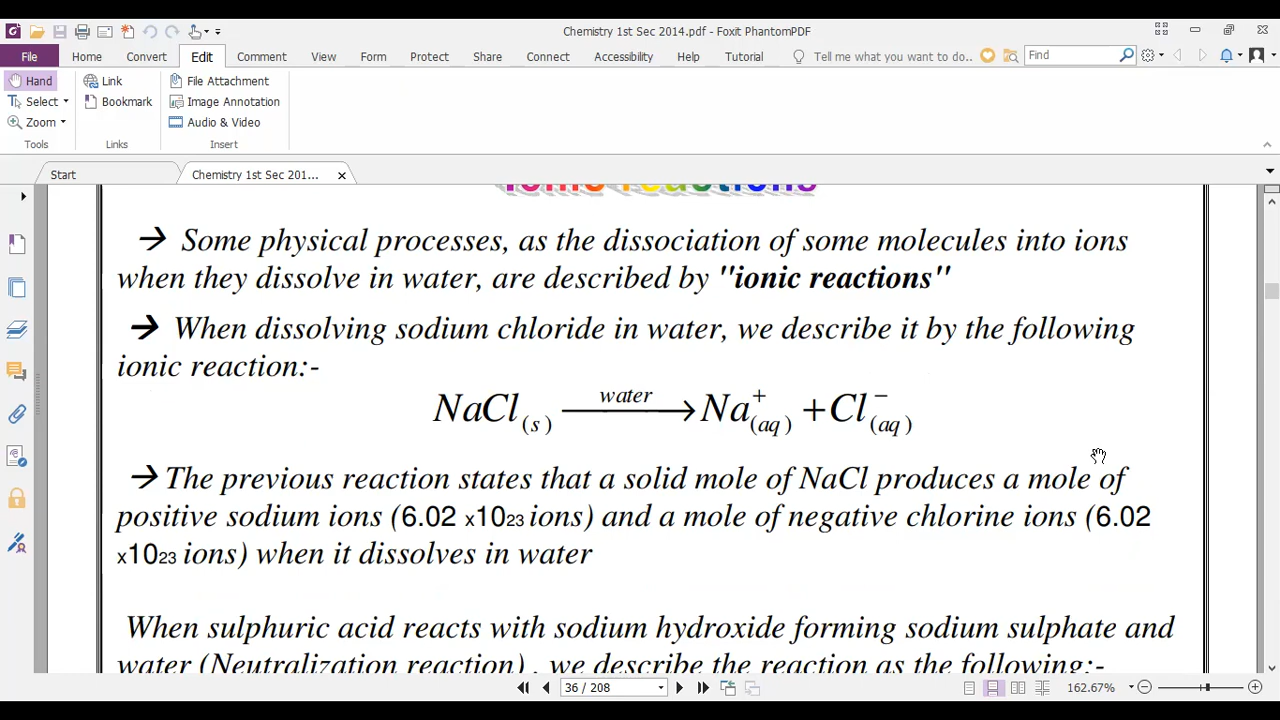 Chemistry 1st Sec 2014.pdf - Foxit PhantomPDF
File Home Convert Edit Comment View Form Protect Share Connect Accessibility Help Tutorial Tell me what you want to do.. Find
Hand Link File Attachment
Select Bookmark Image Annotation
Zoom Audio & Video
Tools Links Insert
Start Chemistry 1st Sec 201...
ionic reactions
→ Some physical processes, as the dissociation of some molecules into ions
when they dissolve in water, are described by "ionic reactions"
→ When dissolving sodium chloride in water, we describe it by the following
ionic reaction:-
NaCl(s) —water→ Na+(aq) + Cl−(aq)
→ The previous reaction states that a solid mole of NaCl produces a mole of
positive sodium ions (6.02 x1023 ions) and a mole of negative chlorine ions (6.02
x1023 ions) when it dissolves in water
When sulphuric acid reacts with sodium hydroxide forming sodium sulphate and
water (Neutralization reaction) , we describe the reaction as the following:-
36 / 208 162.67%